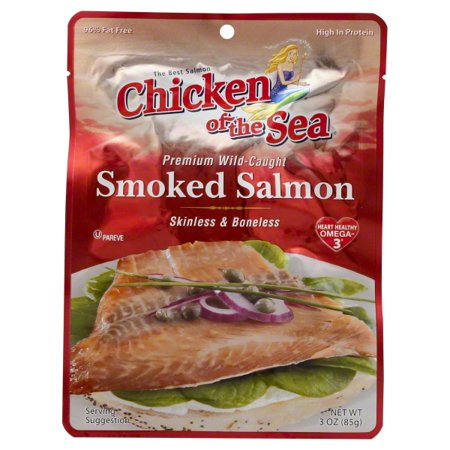 96% Fat Free
High In Protein
The Best Salmon
Chicken
of the Sea®
Premium Wild-Caught
Smoked Salmon
Skinless & Boneless
U PAREVE
HEART HEALTHY
OMEGA-
3*
Serving
Suggestion
NET WT
3 OZ (85g)